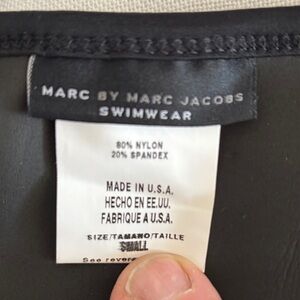 MARC BY MARC JACOBS
SWIMWEAR
80% NYLON
20% SPANDEX
MADE IN U.S.A.
HECHO EN EE.UU.
FABRIQUE A U.S.A.
SIZE/TAMANO/TAILLE
SMALL
See